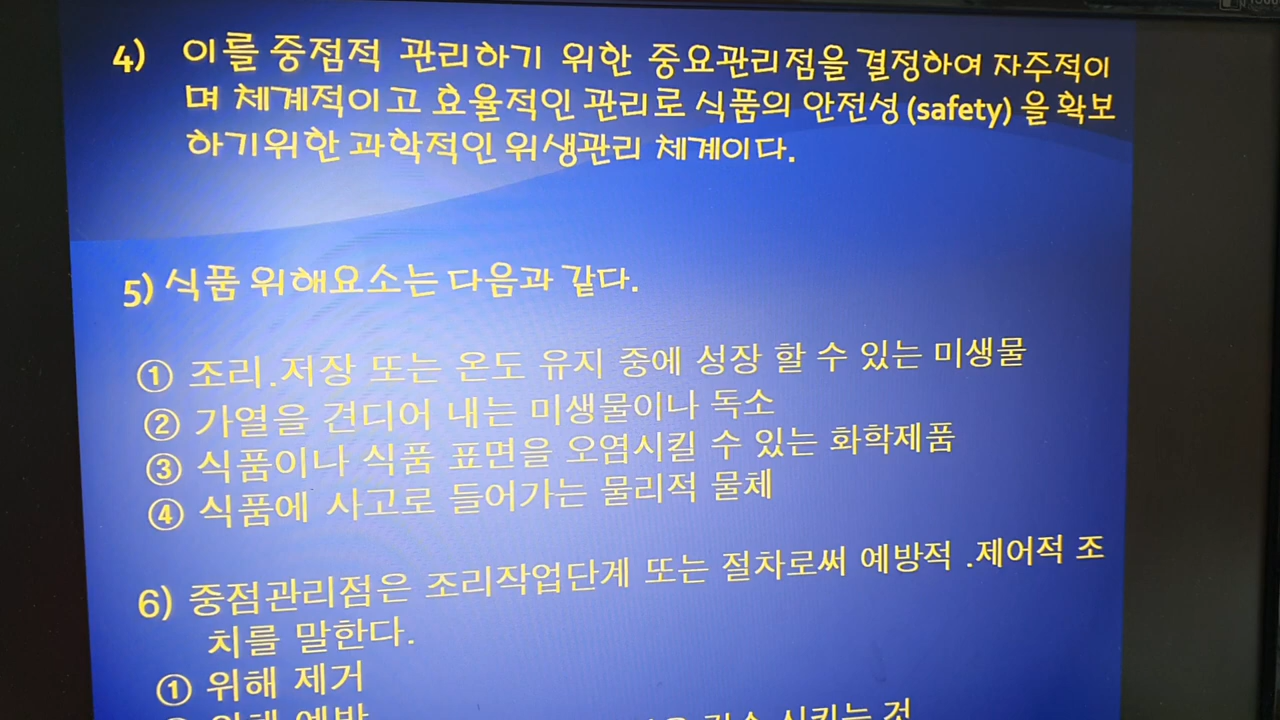 4) 이를 중점적 관리하기 위한 중요관리점을 결정하여 자주적이
며 체계적이고 효율적인 관리로 식품의 안전성(safety)을 확보
하기위한 과학적인 위생관리 체계이다.
5) 식품 위해요소는 다음과 같다.
① 조리.저장 또는 온도 유지 중에 성장 할 수 있는 미생물
② 가열을 견디어 내는 미생물이나 독소
③ 식품이나 식품 표면을 오염시킬 수 있는 화학제품
④ 식품에 사고로 들어가는 물리적 물체
6) 중점관리점은 조리작업단계 또는 절차로써 예방적 .제어적 조
치를 말한다.
① 위해 제거